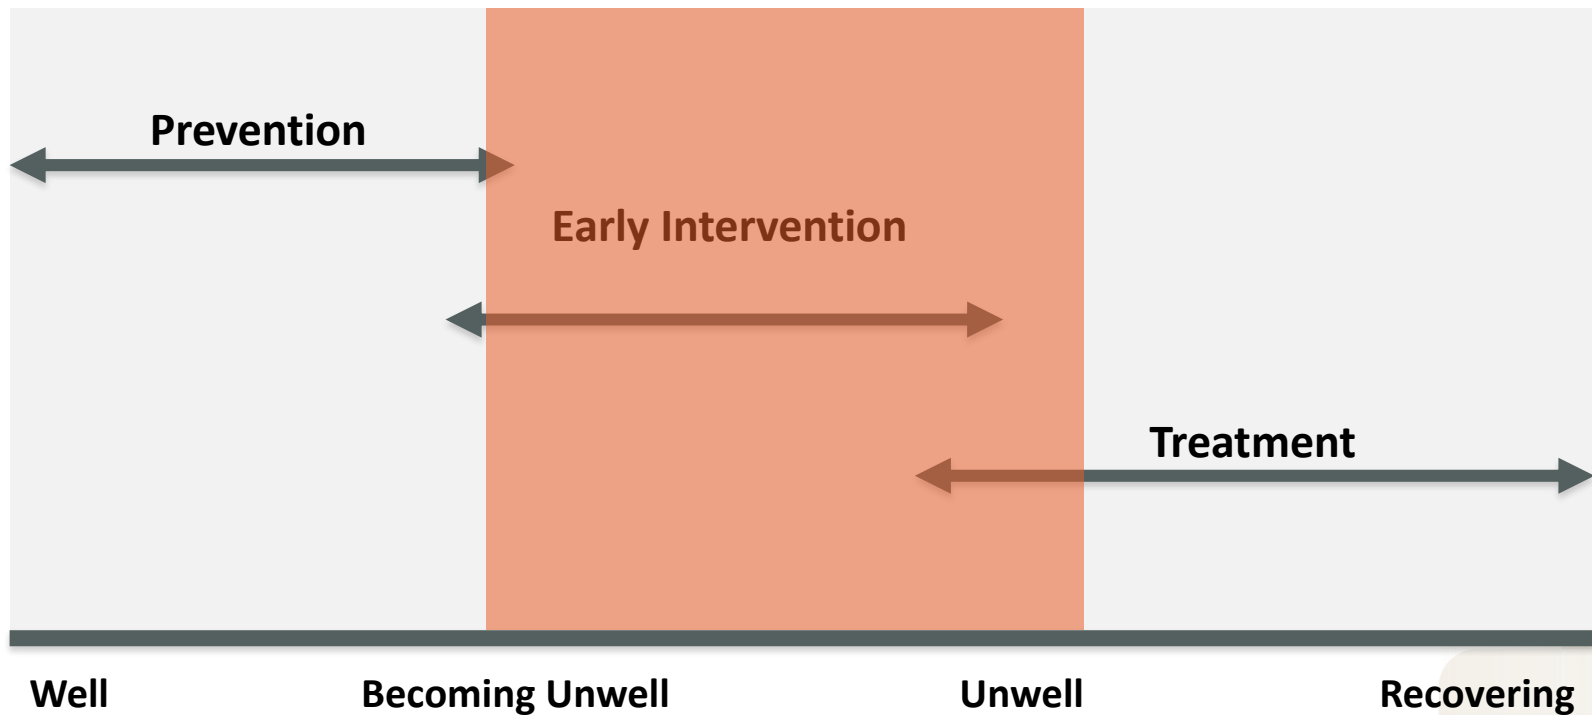 Prevention
Early Intervention
Treatment
Well Becoming Unwell Unwell Recovering